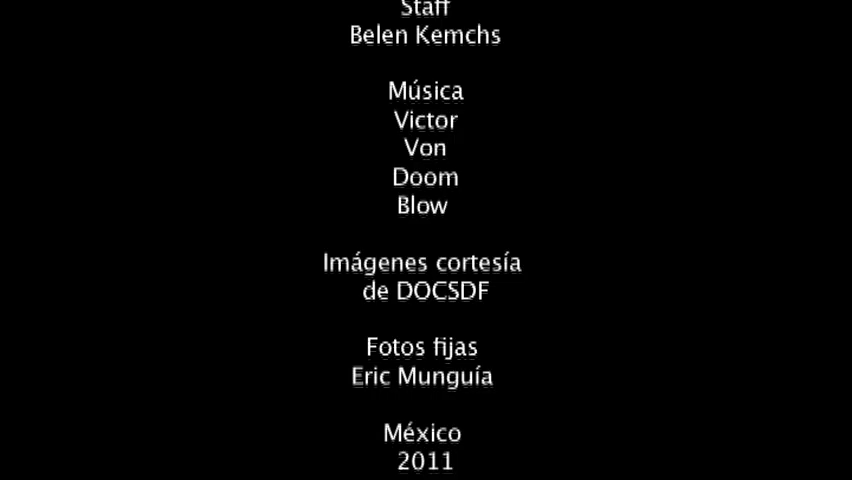 Staff
Belen Kemchs
Música
Victor
Von
Doom
Blow
Imágenes cortesía
de DOCSDF
Fotos fijas
Eric Munguía
México
2011